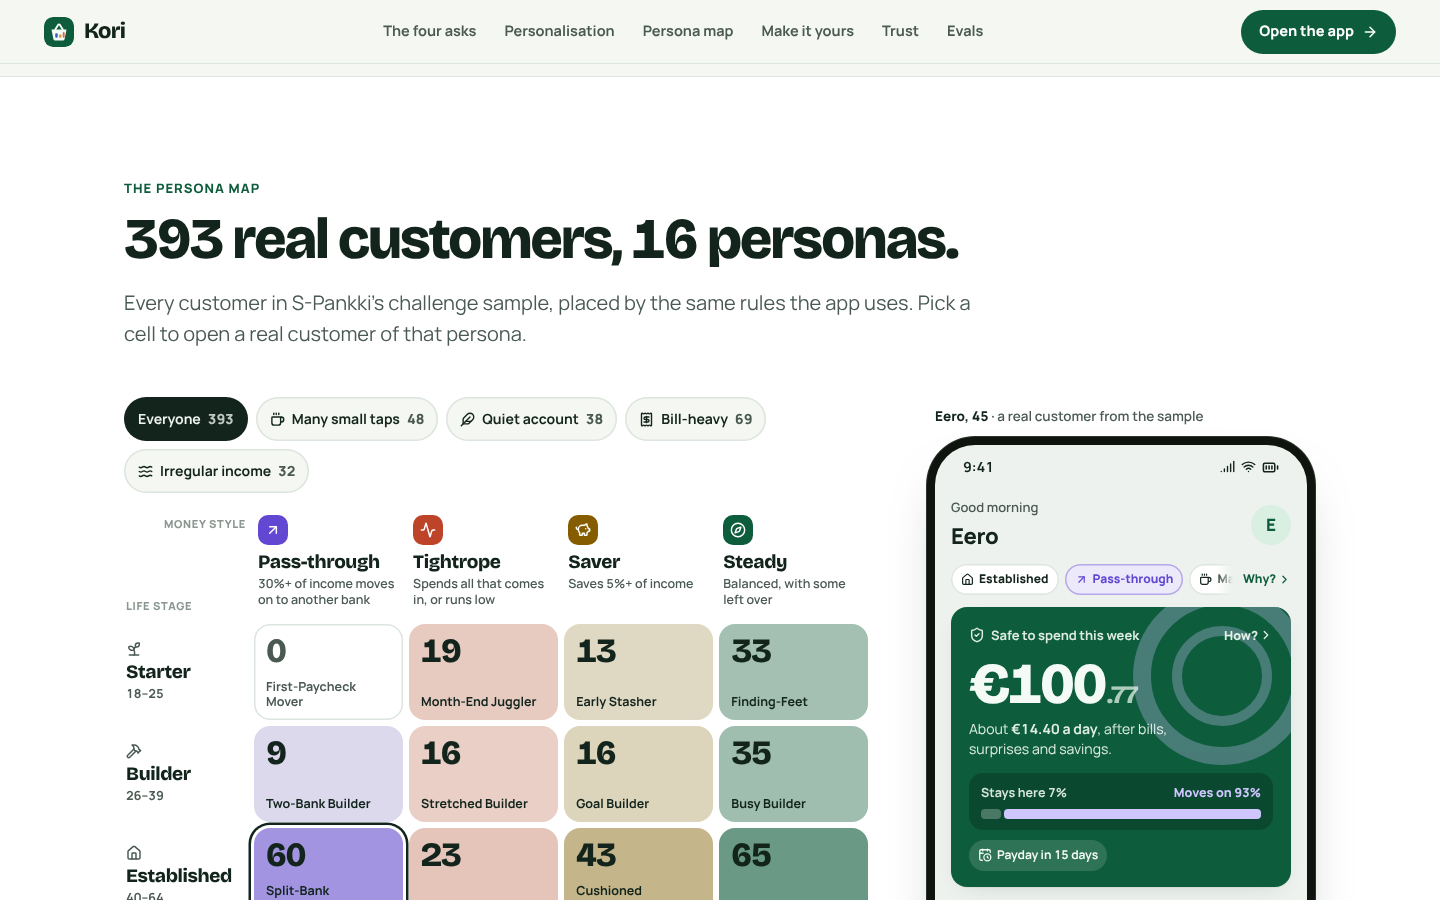 Kori
The four asks
Personalisation
Persona map
Make it yours
Trust
Evals
Open the app
THE PERSONA MAP
393 real customers, 16 personas.
Every customer in S-Pankki's challenge sample, placed by the same rules the app uses. Pick a
cell to open a real customer of that persona.
Everyone 393
Many small taps 48
Quiet account 38
Bill-heavy 69
Irregular income 32
MONEY STYLE
LIFE STAGE
Pass-through
30%+ of income moves
on to another bank
Tightrope
Spends all that comes
in, or runs low
Saver
Saves 5%+ of income
Steady
Balanced, with some
left over
Starter
18–25
0
First-Paycheck
Mover
19
Month-End Juggler
13
Early Stasher
33
Finding-Feet
Builder
26–39
9
Two-Bank Builder
16
Stretched Builder
16
Goal Builder
35
Busy Builder
Established
40–64
60
Split-Bank
23
43
Cushioned
65
Eero, 45 · a real customer from the sample
9:41
Good morning
Eero
E
Established
Pass-through
Why?
Safe to spend this week
How?
€100.77
About €14.40 a day, after bills,
surprises and savings.
Stays here 7%
Moves on 93%
Payday in 15 days